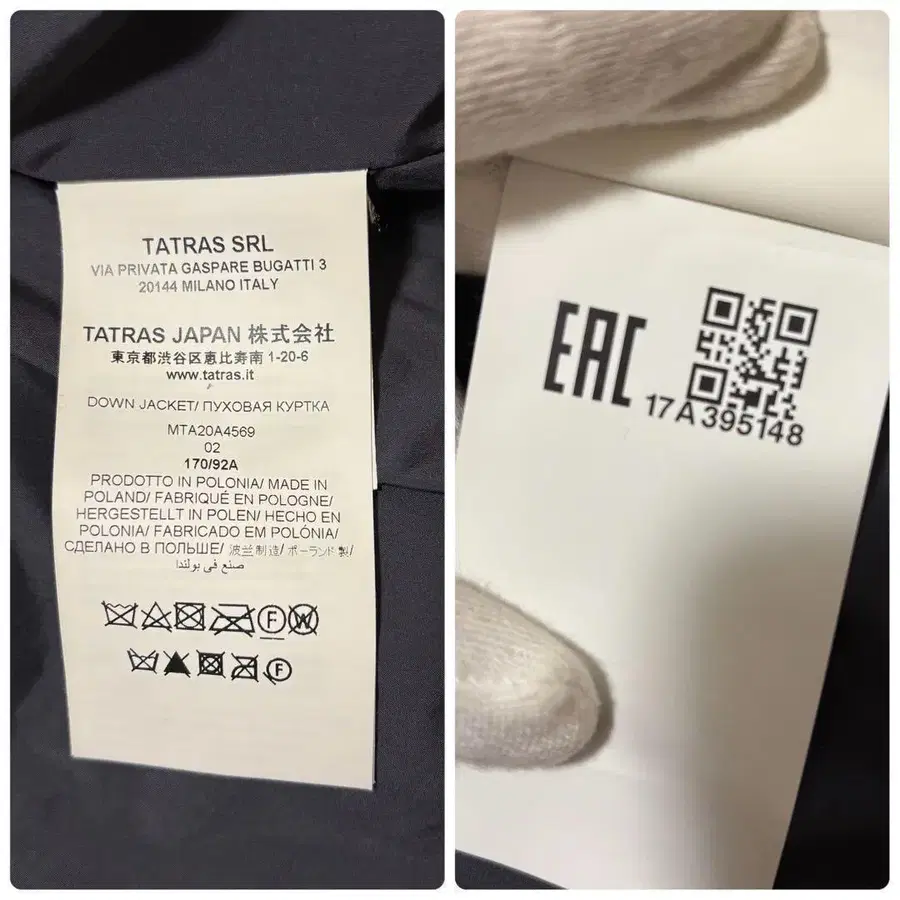 TATRAS SRL
VIA PRIVATA GASPARE BUGATTI 3
20144 MILANO ITALY
TATRAS JAPAN 株式会社
東京都渋谷区恵比寿南 1-20-6
www.tatras.it
DOWN JACKET/ ПУХОВАЯ КУРТКА
MTA20A4569
02
170/92A
PRODOTTO IN POLONIA/ MADE IN
POLAND/ FABRIQUÉ EN POLOGNE/
HERGESTELLT IN POLEN/ HECHO EN
POLONIA/ FABRICADO EM POLÓNIA/
СДЕЛАНО В ПОЛЬШЕ/ 波兰制造/ ポーランド製/
صنع في بولندا
F W
F
EAC
17A395148